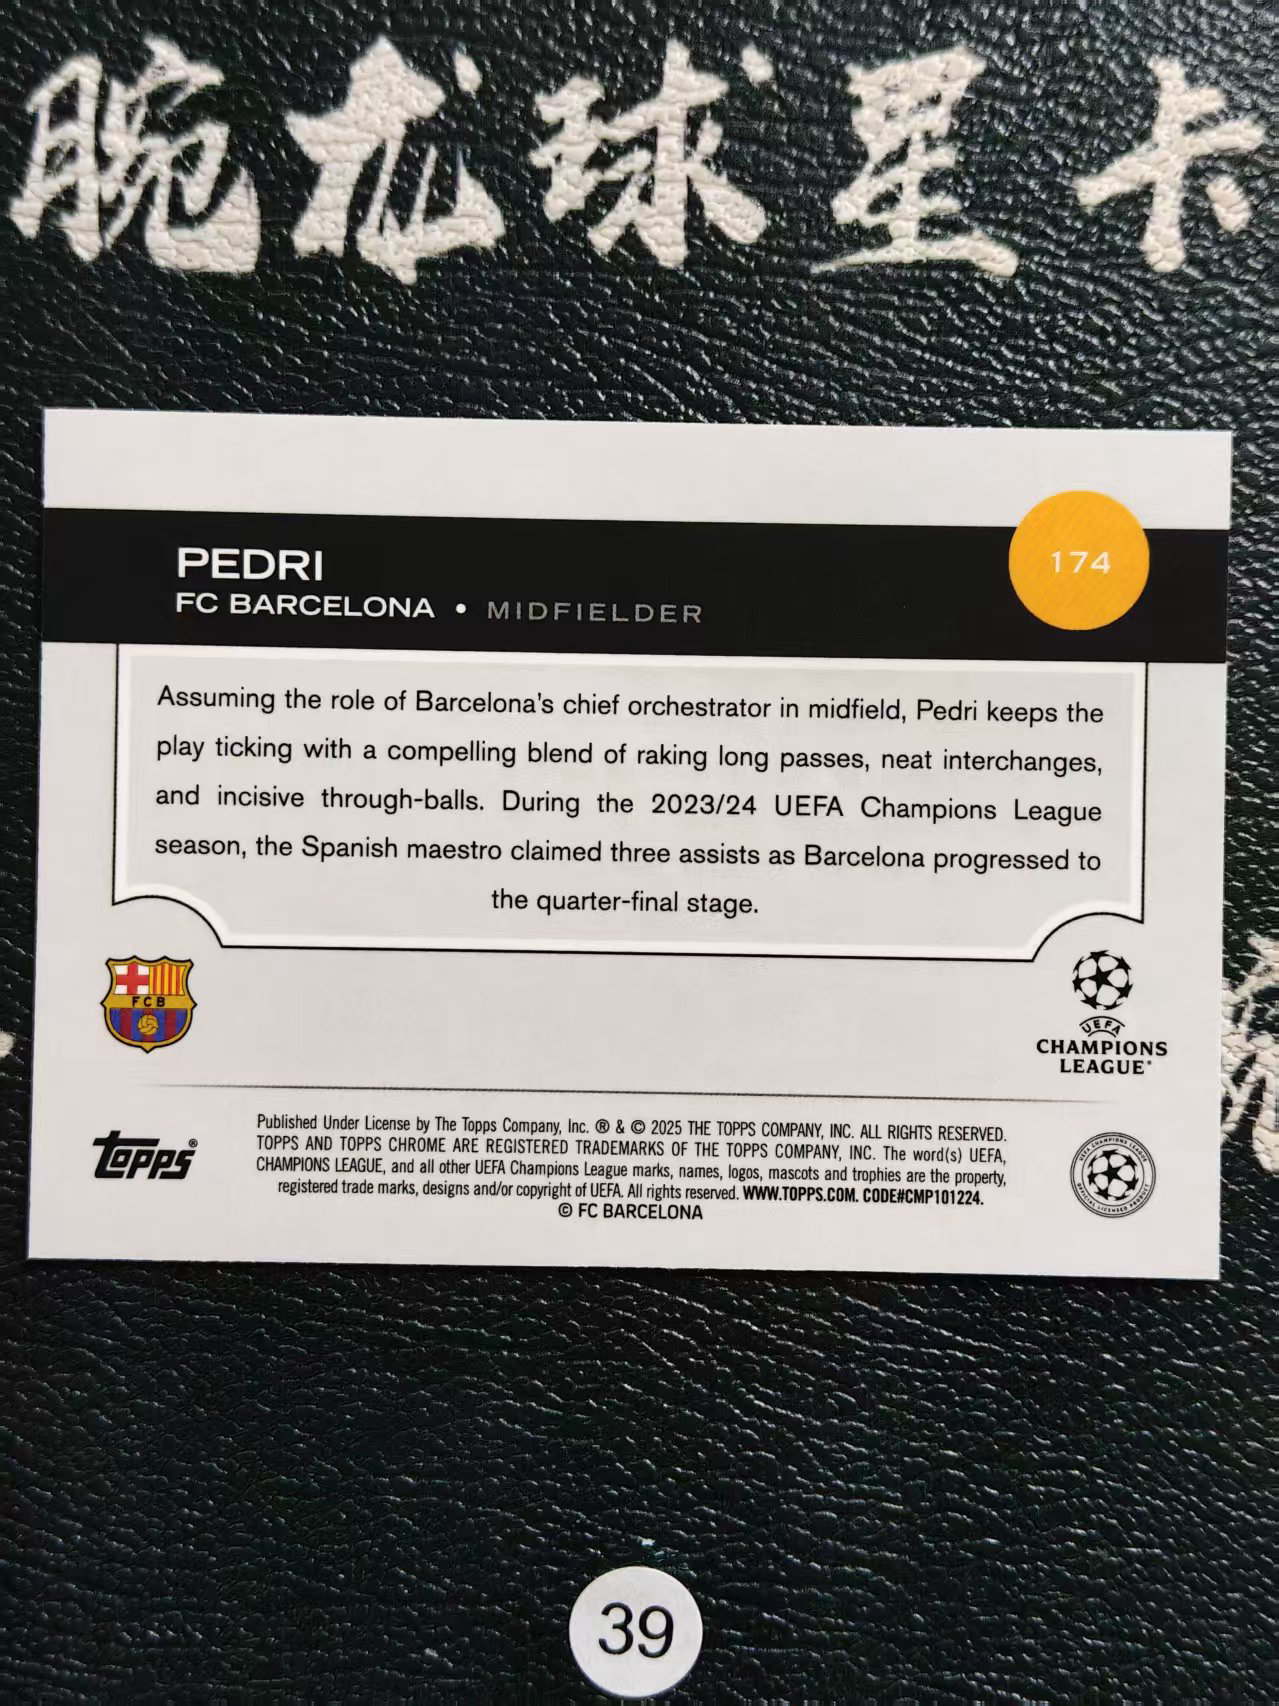 球星卡
PEDRI
174
FC BARCELONA • MIDFIELDER
Assuming the role of Barcelona's chief orchestrator in midfield, Pedri keeps the
play ticking with a compelling blend of raking long passes, neat interchanges,
and incisive through-balls. During the 2023/24 UEFA Champions League
season, the Spanish maestro claimed three assists as Barcelona progressed to
the quarter-final stage.
FCB
UEFA
CHAMPIONS
LEAGUE®
Published Under License by The Topps Company, Inc. ® & © 2025 THE TOPPS COMPANY, INC. ALL RIGHTS RESERVED.
TOPPS AND TOPPS CHROME ARE REGISTERED TRADEMARKS OF THE TOPPS COMPANY, INC. The word(s) UEFA,
CHAMPIONS LEAGUE, and all other UEFA Champions League marks, names, logos, mascots and trophies are the property,
registered trade marks, designs and/or copyright of UEFA. All rights reserved. WWW.TOPPS.COM. CODE#CMP101224.
© FC BARCELONA
Topps®
UEFA CHAMPIONS LEAGUE
OFFICIAL LICENSED PRODUCT
39